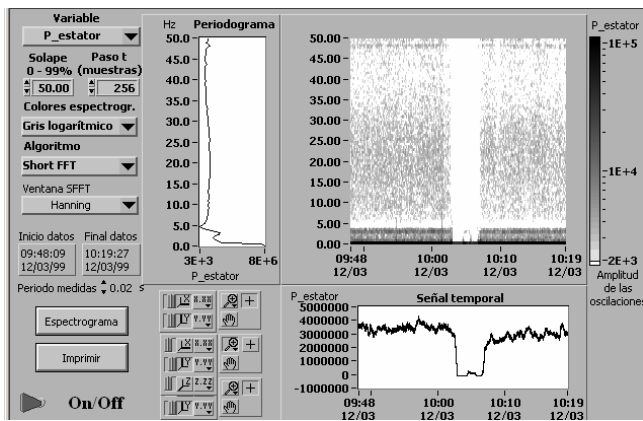 Variable
P_estator
Solape
0 - 99%
Paso t
(muestras)
50.00
256
Colores espectrogr.
Gris logarítmico
Algoritmo
Short FFT
Ventana SFFT
Hanning
Inicio datos
09:48:09
12/03/99
Final datos
10:19:27
12/03/99
Periodo medidas 0.02 s
Espectrograma
Imprimir
On/Off
Hz Periodograma
50.0
45.0
40.0
35.0
30.0
25.0
20.0
15.0
10.0
5.0
0.0
3E+3 8E+6
P_estator
50.00
45.00
40.00
35.00
30.00
25.00
20.00
15.00
10.00
5.00
0.00
09:48 10:00 10:10 10:19
12/03 12/03 12/03 12/03
P_estator
1E+5
1E+4
2E+3
Amplitud
de las
oscilaciones
X X.XX
Y Y.YY
X X.XX
Y Y.YY
Z Z.ZZ
Y Y.YY
P_estator Señal temporal
5000000
4000000
3000000
2000000
1000000
0
-1000000
09:48 10:00 10:10 10:19
12/03 12/03 12/03 12/03